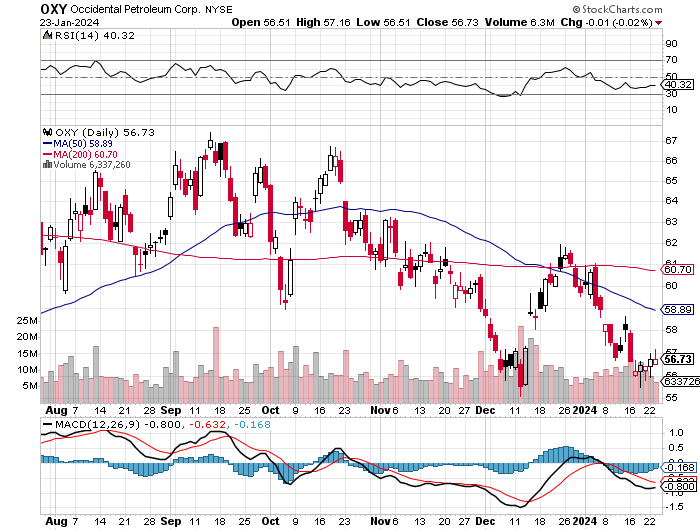 OXY Occidental Petroleum Corp. NYSE © StockCharts.com
23-Jan-2024 Open 56.51 High 57.16 Low 56.51 Close 56.73 Volume 6.3M Chg -0.01 (-0.02%)
RSI(14) 40.32
90
70
50
40.32
30
10
OXY (Daily) 56.73
MA(50) 58.89
MA(200) 60.70
Volume 6,337,260
67
66
65
64
63
62
61
60.70
60
58.89
58
57
56.73
56
6337260
55
25M
20M
15M
10M
5M
Aug 7 14 21 28 Sep 11 18 25 Oct 9 16 23 Nov 6 13 20 27 Dec 11 18 26 2024 8 16 22
MACD(12,26,9) -0.800, -0.632, -0.168
1.0
0.5
0.0
-0.168
-0.632
-0.800
-1.0
-1.5
Aug 7 14 21 28 Sep 11 18 25 Oct 9 16 23 Nov 6 13 20 27 Dec 11 18 26 2024 8 16 22